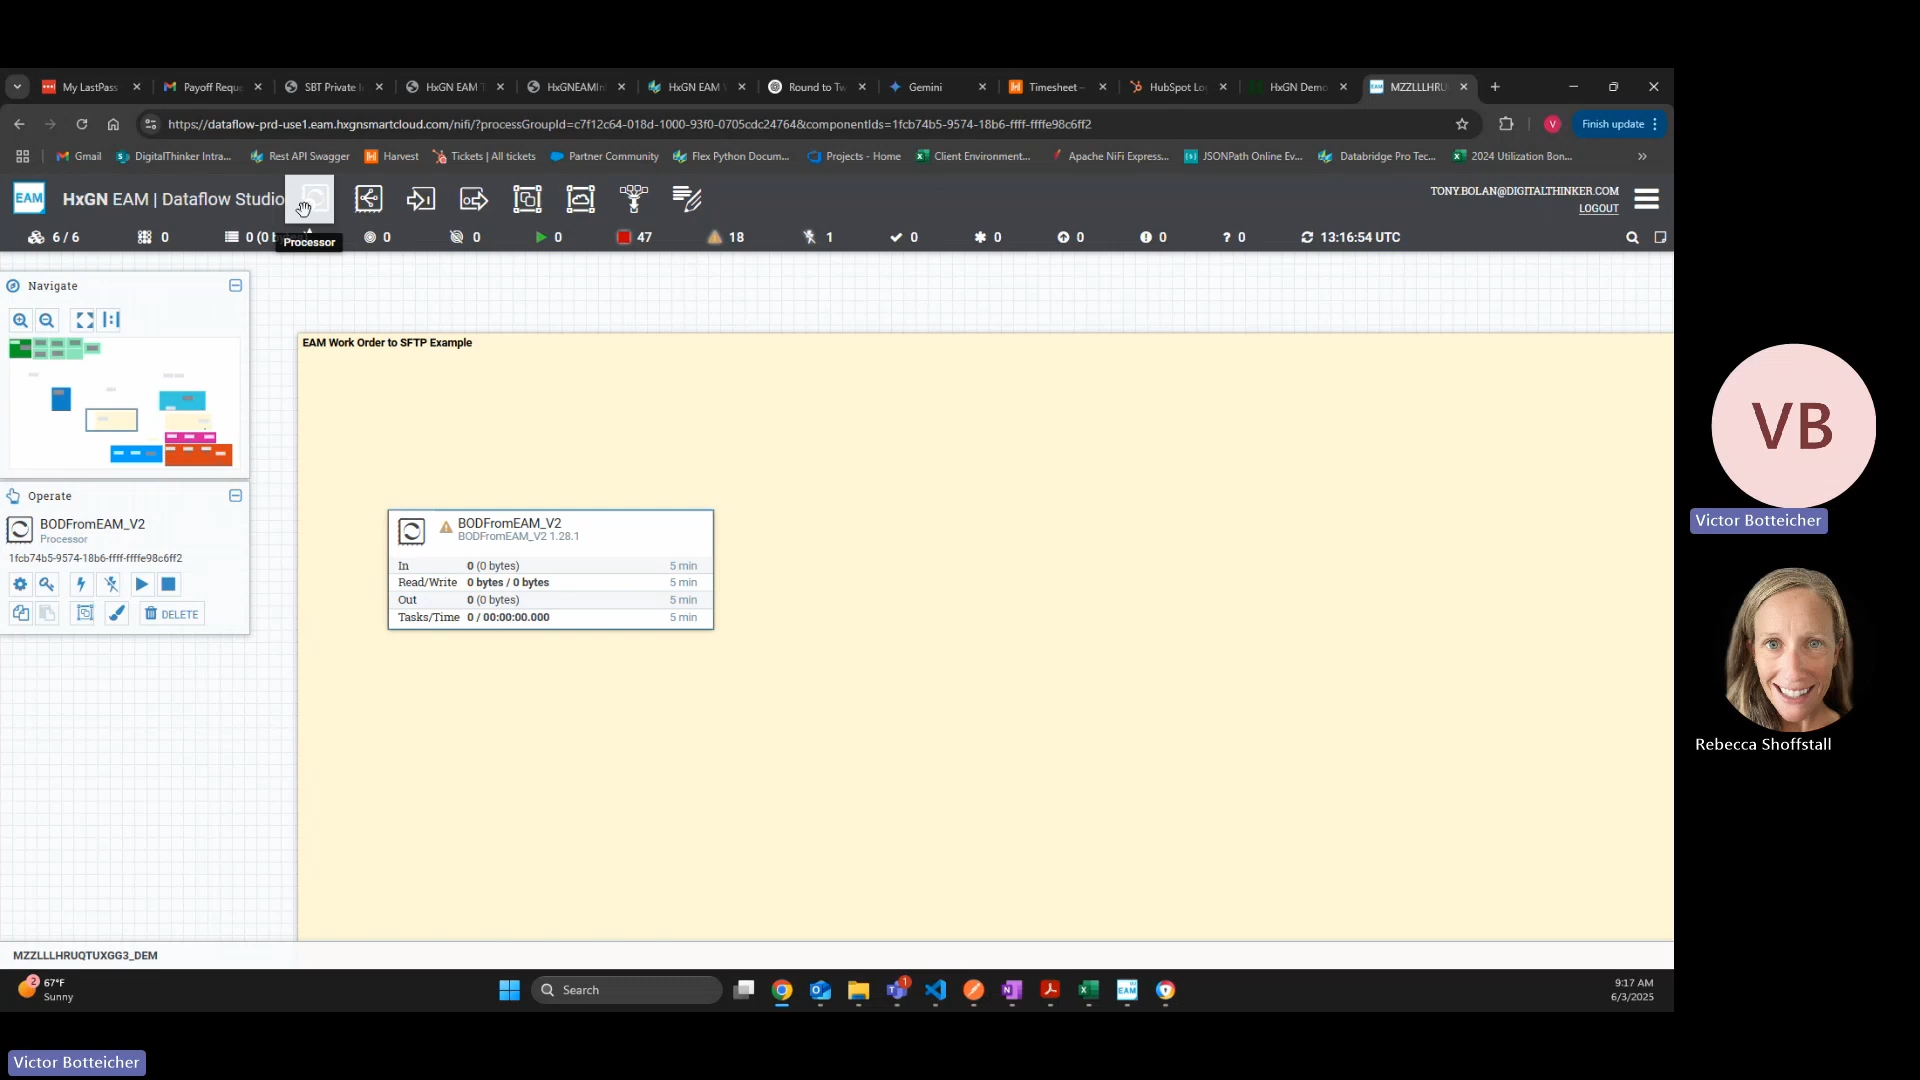 My LastPass
Payoff Requ
SBT Private I
HxGN EAM T
HxGNEAMIn
HxGN EAM
Round to Tw
Gemini
Timesheet –
HubSpot Lo
HxGN Demo
MZZLLLHRU
https://dataflow-prd-use1.eam.hxgnsmartcloud.com/nifi/?processGroupId=c7f12c64-018d-1000-93f0-0705cdc24764&componentIds=1fcb74b5-9574-18b6-ffff-ffffe98c6ff2
V
Finish update
Gmail
DigitalThinker Intra...
Rest API Swagger
Harvest
Tickets | All tickets
Partner Community
Flex Python Docum...
Projects - Home
Client Environment...
Apache NiFi Express...
JSONPath Online Ev...
Databridge Pro Tec...
2024 Utilization Bon...
EAM HxGN EAM | Dataflow Studio
TONY.BOLAN@DIGITALTHINKER.COM
LOGOUT
6 / 6
0
0 (0 bytes)
0
0
0
47
18
1
0
0
0
0
? 0
13:16:54 UTC
Processor
Navigate
EAM Work Order to SFTP Example
Operate
BODFromEAM_V2
Processor
1fcb74b5-9574-18b6-ffff-ffffe98c6ff2
DELETE
BODFromEAM_V2
BODFromEAM_V2 1.28.1
In 0 (0 bytes) 5 min
Read/Write 0 bytes / 0 bytes 5 min
Out 0 (0 bytes) 5 min
Tasks/Time 0 / 00:00:00.000 5 min
MZZLLLHRUQTUXGG3_DEM
2
67°F
Sunny
Search
1
EAM
9:17 AM
6/3/2025
VB
Victor Botteicher
Rebecca Shoffstall
Victor Botteicher